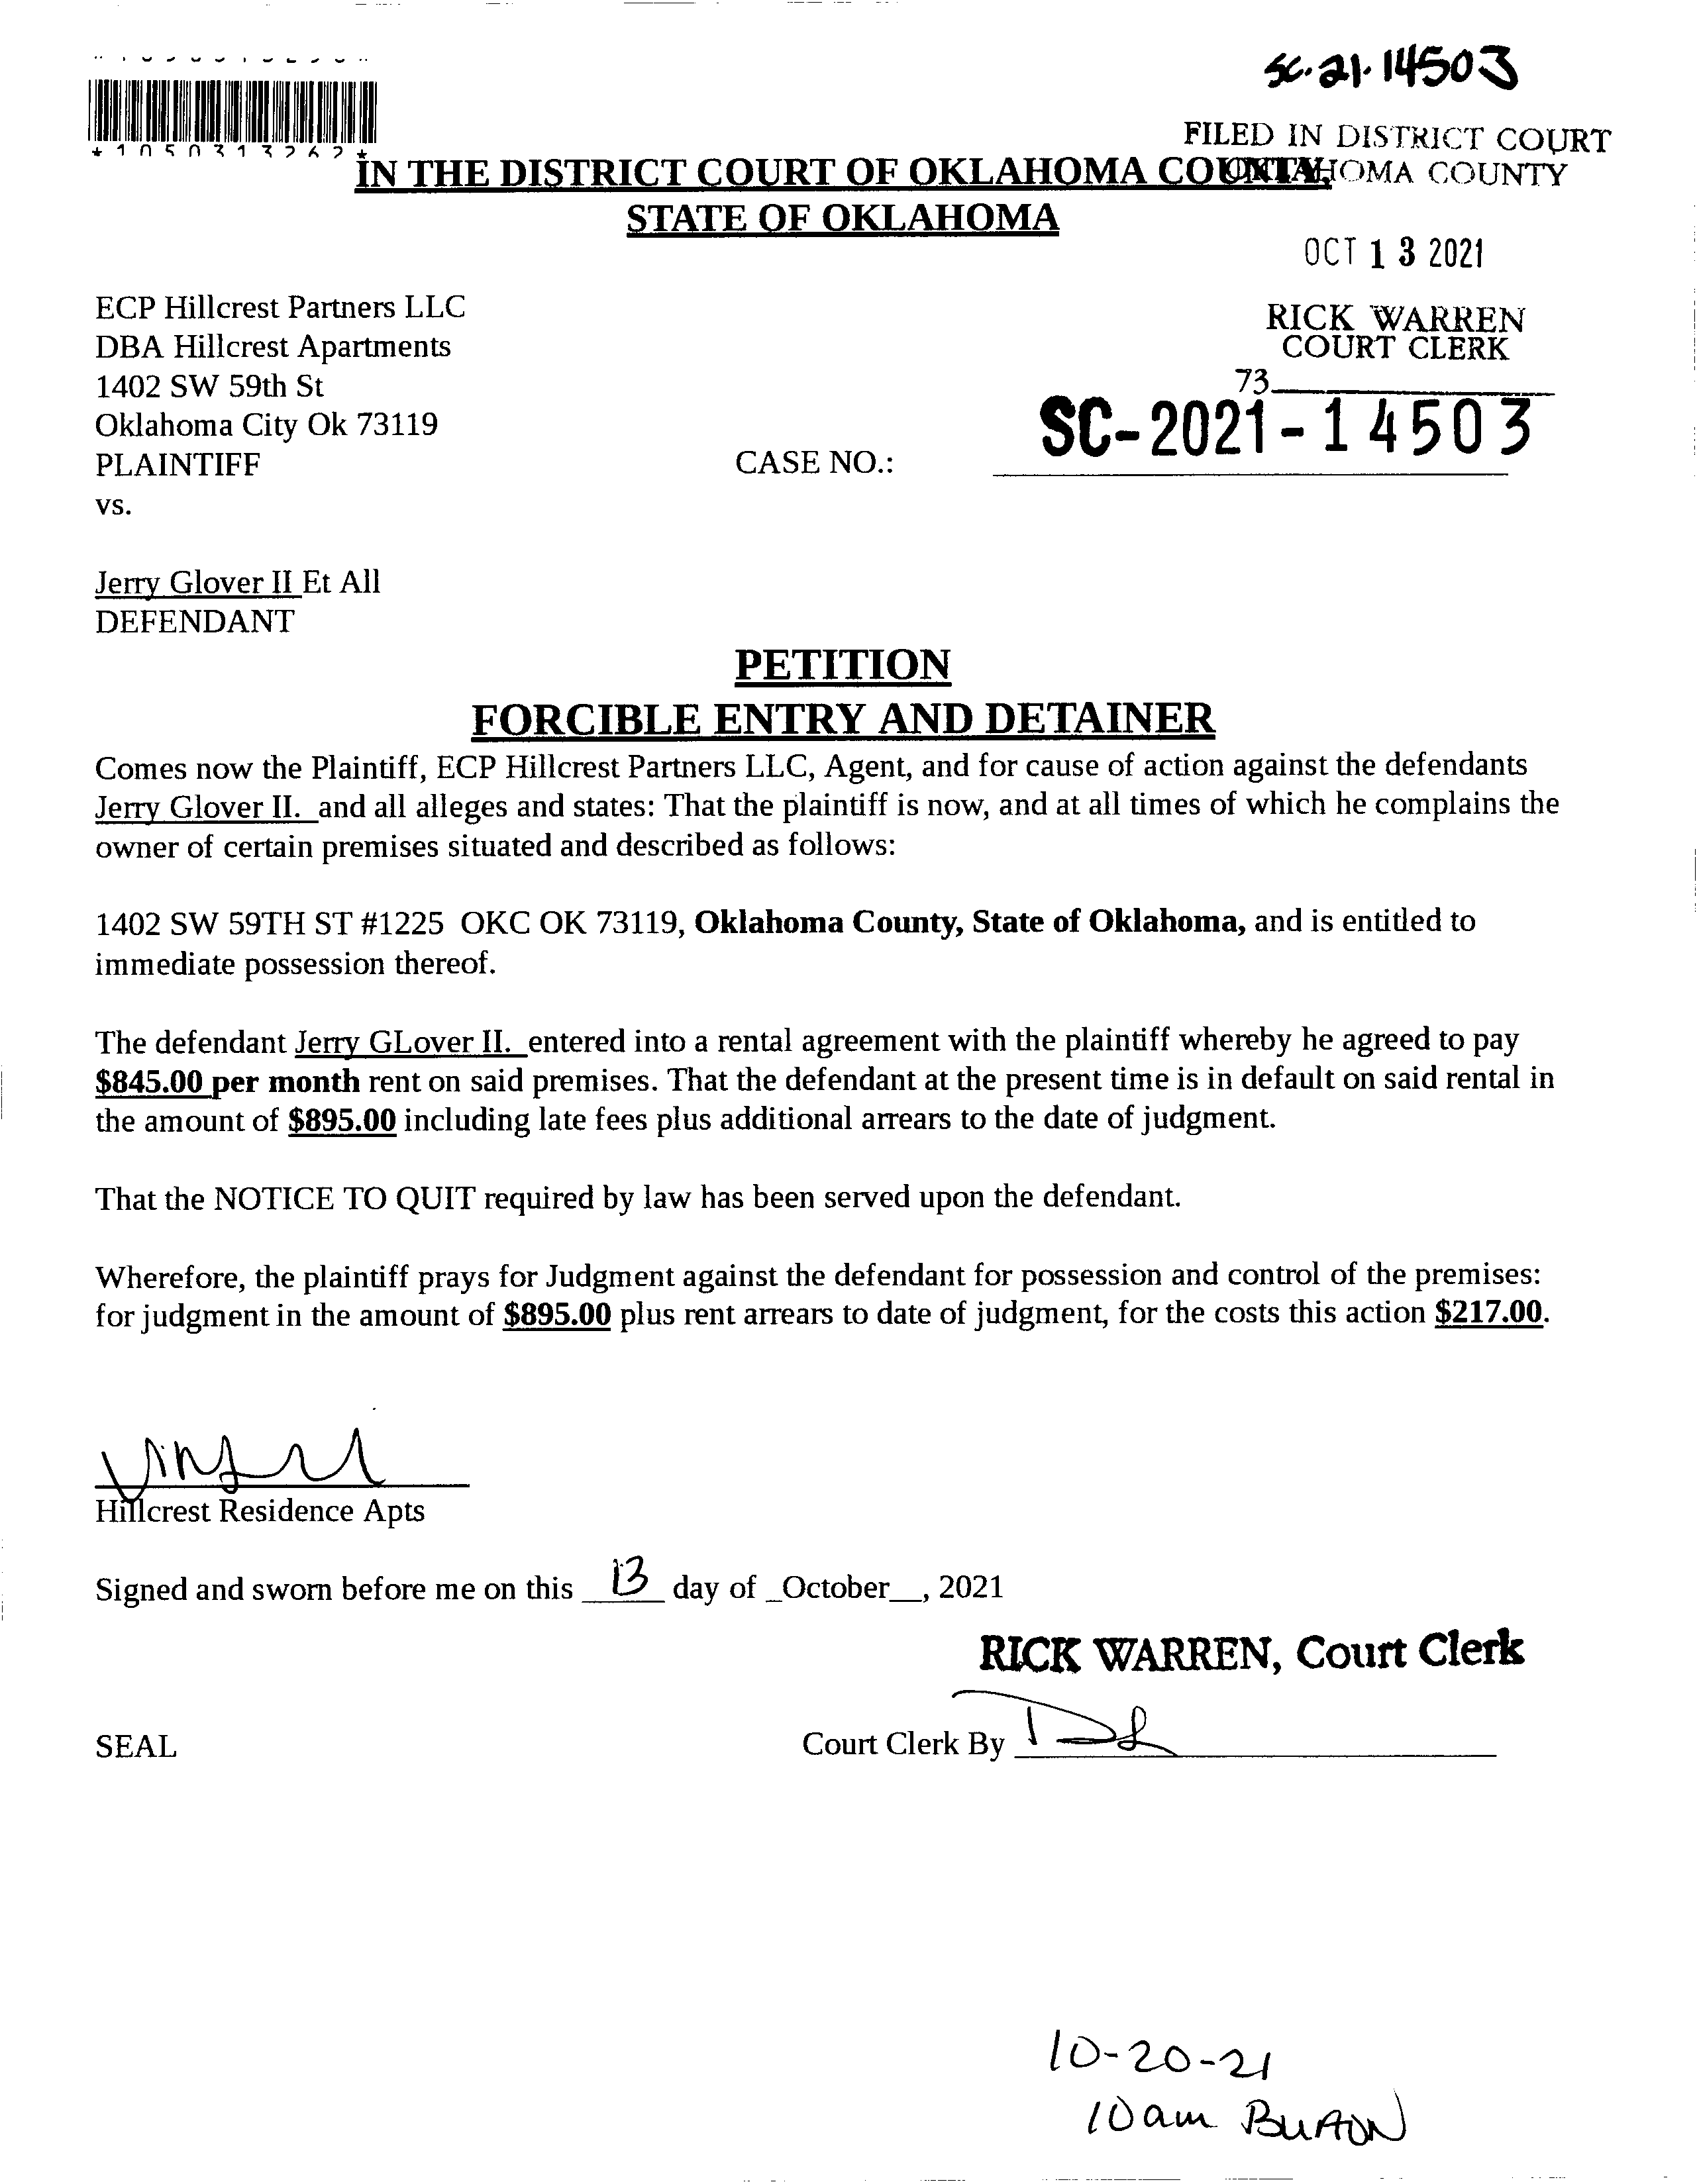 sc.21.14503
FILED IN DISTRICT COURT
OKLAHOMA COUNTY
*1050313262*
IN THE DISTRICT COURT OF OKLAHOMA COUNTY,
STATE OF OKLAHOMA
OCT 13 2021
ECP Hillcrest Partners LLC
DBA Hillcrest Apartments
1402 SW 59th St
Oklahoma City Ok 73119
PLAINTIFF
vs.
RICK WARREN
COURT CLERK
73
CASE NO.: SC-2021-14503
Jerry Glover II Et All
DEFENDANT
PETITION
FORCIBLE ENTRY AND DETAINER
Comes now the Plaintiff, ECP Hillcrest Partners LLC, Agent, and for cause of action against the defendants
Jerry Glover II. and all alleges and states: That the plaintiff is now, and at all times of which he complains the
owner of certain premises situated and described as follows:
1402 SW 59TH ST #1225 OKC OK 73119, Oklahoma County, State of Oklahoma, and is entitled to
immediate possession thereof.
The defendant Jerry GLover II. entered into a rental agreement with the plaintiff whereby he agreed to pay
$845.00 per month rent on said premises. That the defendant at the present time is in default on said rental in
the amount of $895.00 including late fees plus additional arrears to the date of judgment.
That the NOTICE TO QUIT required by law has been served upon the defendant.
Wherefore, the plaintiff prays for Judgment against the defendant for possession and control of the premises:
for judgment in the amount of $895.00 plus rent arrears to date of judgment, for the costs this action $217.00.
Hillcrest Residence Apts
Signed and sworn before me on this 13 day of _October__, 2021
RICK WARREN, Court Clerk
SEAL
Court Clerk By
10-20-21
10am